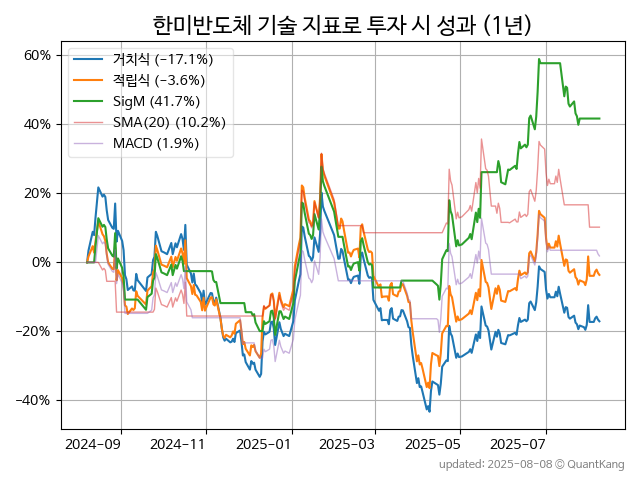 한미반도체 기술 지표로 투자 시 성과 (1년)
60%
40%
20%
0%
−20%
−40%
거치식 (−17.1%)
적립식 (−3.6%)
SigM (41.7%)
SMA(20) (10.2%)
MACD (1.9%)
2024-09
2024-11
2025-01
2025-03
2025-05
2025-07
updated: 2025-08-08 ⓒ QuantKang